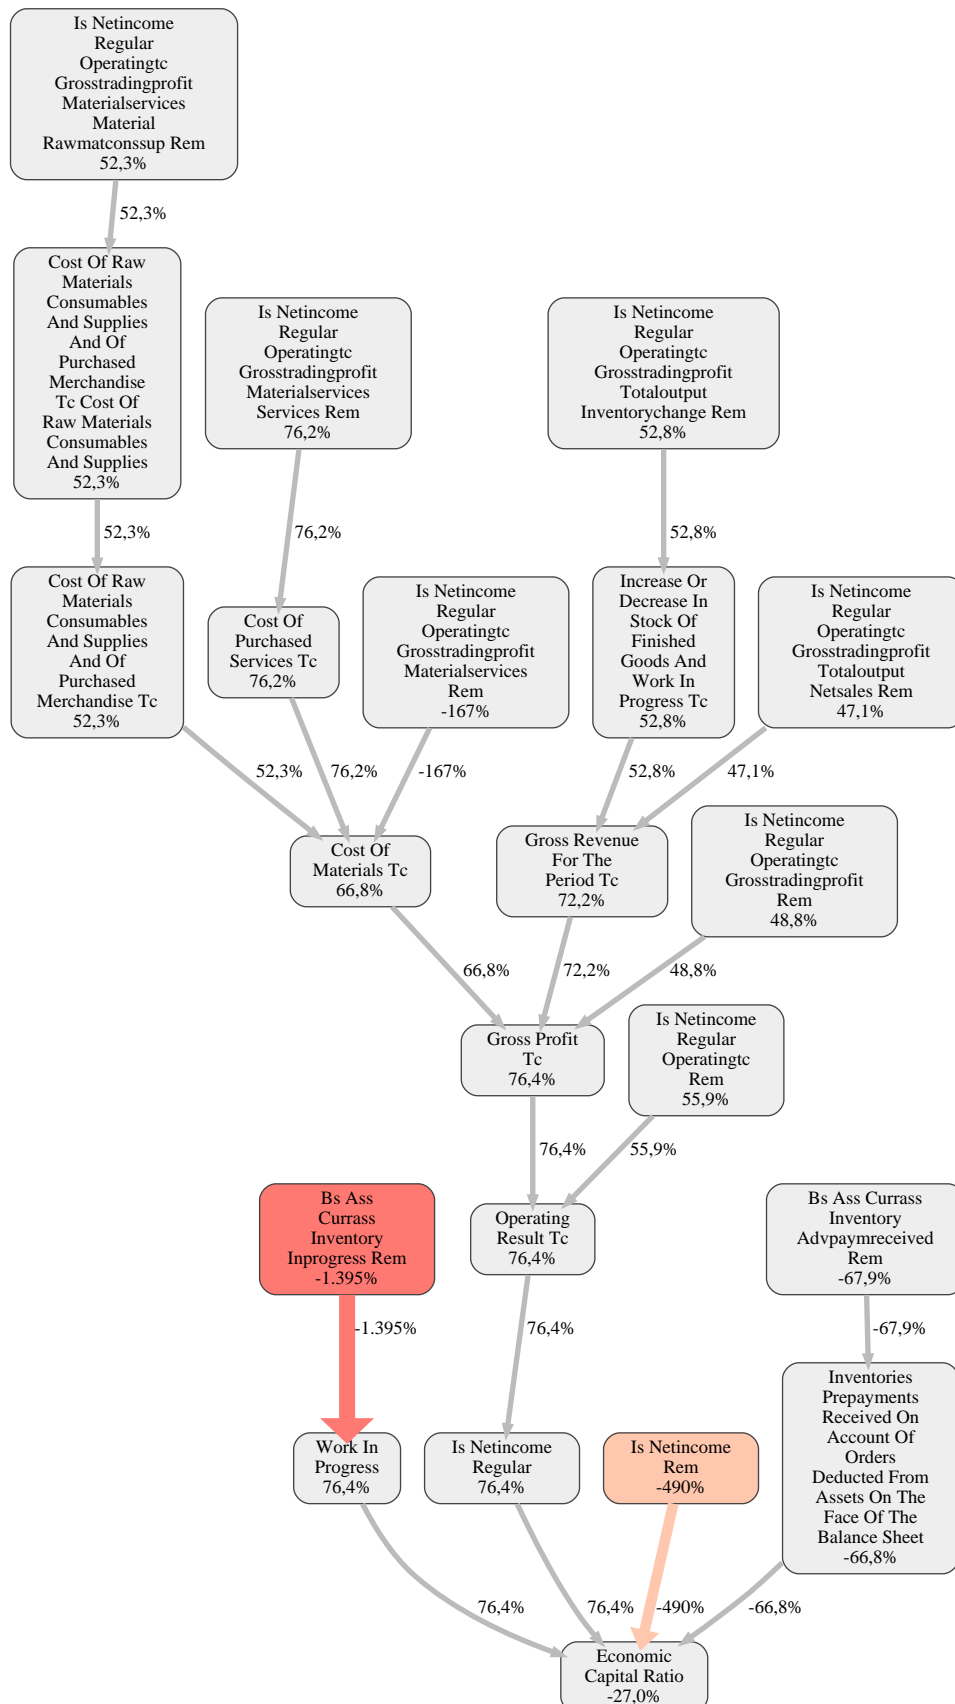 Is Netincome
Regular
Operatingtc
Grosstradingprofit
Materialservices
Material
Rawmatconssup Rem
52,3%
52,3%
Cost Of Raw
Materials
Consumables
And Supplies
And Of
Purchased
Merchandise
Tc Cost Of
Raw Materials
Consumables
And Supplies
52,3%
Is Netincome
Regular
Operatingtc
Grosstradingprofit
Materialservices
Services Rem
76,2%
Is Netincome
Regular
Operatingtc
Grosstradingprofit
Totaloutput
Inventorychange Rem
52,8%
52,3%
76,2%
52,8%
Cost Of Raw
Materials
Consumables
And Supplies
And Of
Purchased
Merchandise Tc
52,3%
Cost Of
Purchased
Services Tc
76,2%
Is Netincome
Regular
Operatingtc
Grosstradingprofit
Materialservices
Rem
-167%
Increase Or
Decrease In
Stock Of
Finished
Goods And
Work In
Progress Tc
52,8%
Is Netincome
Regular
Operatingtc
Grosstradingprofit
Totaloutput
Netsales Rem
47,1%
52,3%
76,2%
-167%
52,8%
47,1%
Cost Of
Materials Tc
66,8%
Gross Revenue
For The
Period Tc
72,2%
Is Netincome
Regular
Operatingtc
Grosstradingprofit
Rem
48,8%
66,8%
72,2%
48,8%
Gross Profit
Tc
76,4%
Is Netincome
Regular
Operatingtc
Rem
55,9%
76,4%
55,9%
Bs Ass
Currass
Inventory
Inprogress Rem
-1.395%
Operating
Result Tc
76,4%
Bs Ass Currass
Inventory
Advpaymreceived
Rem
-67,9%
-1.395%
76,4%
-67,9%
Work In
Progress
76,4%
Is Netincome
Regular
76,4%
Is Netincome
Rem
-490%
Inventories
Prepayments
Received On
Account Of
Orders
Deducted From
Assets On The
Face Of The
Balance Sheet
-66,8%
76,4%
76,4%
-490%
-66,8%
Economic
Capital Ratio
-27,0%